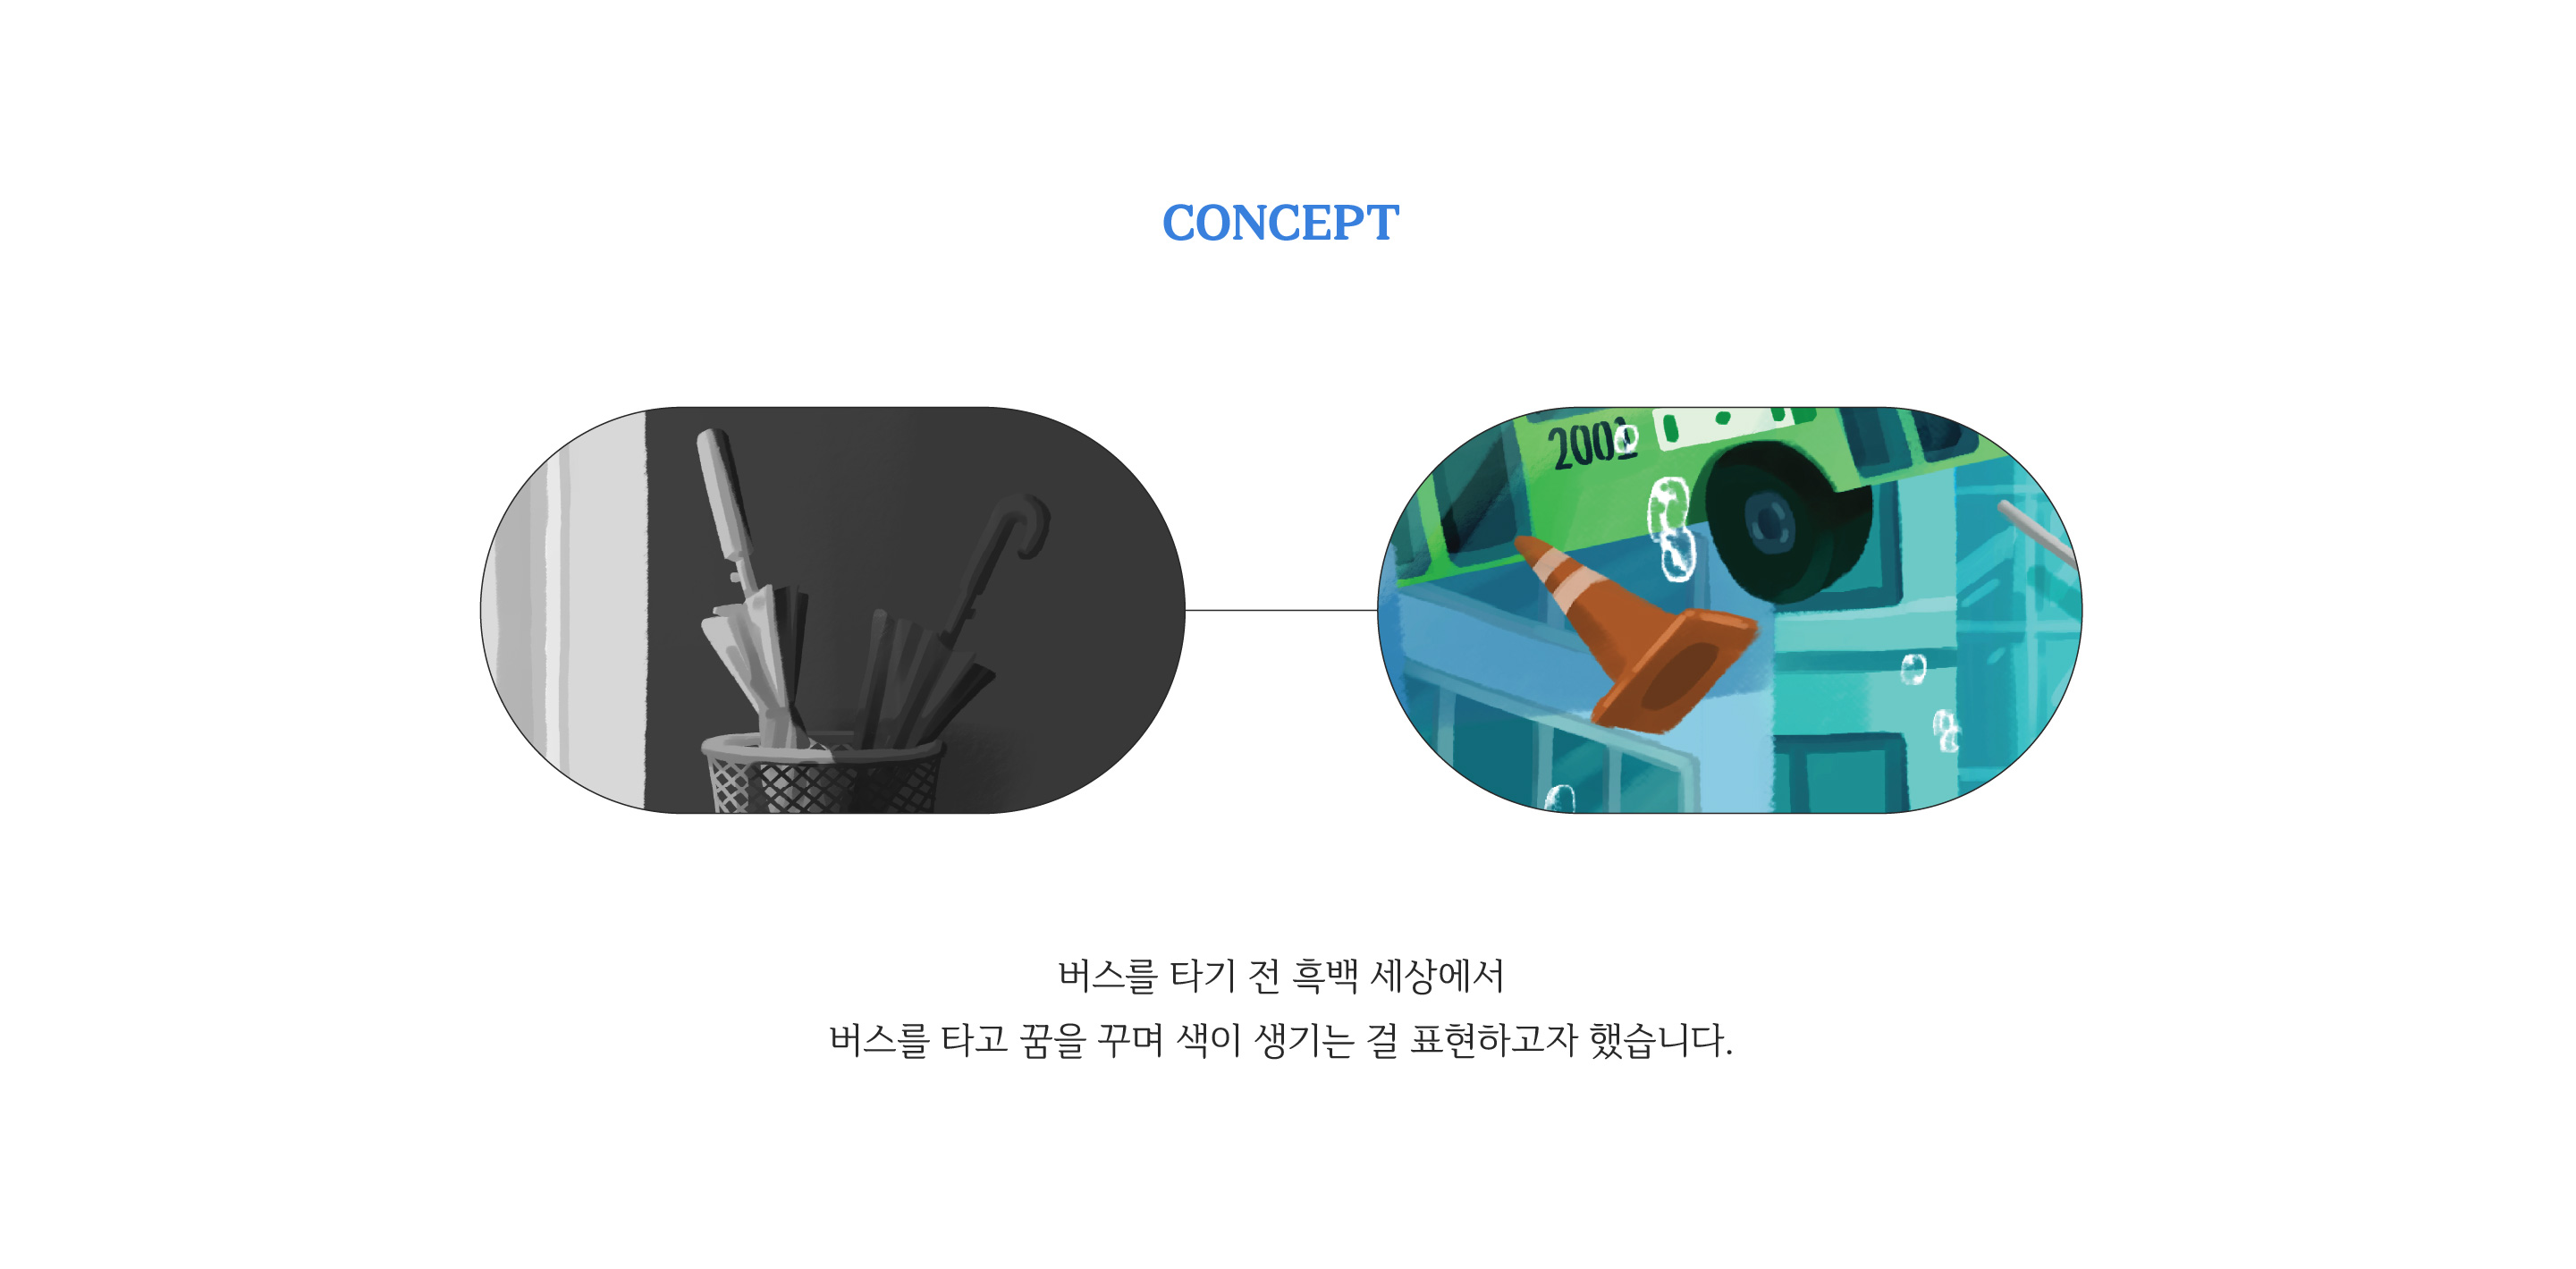 CONCEPT
2001
버스를 타기 전 흑백 세상에서
버스를 타고 꿈을 꾸며 색이 생기는 걸 표현하고자 했습니다.